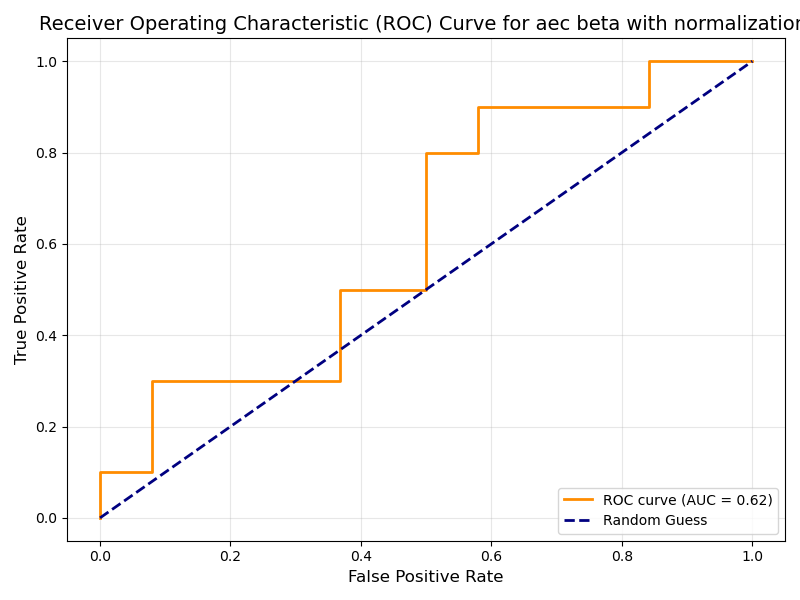 Receiver Operating Characteristic (ROC) Curve for aec beta with normalization
1.0
0.8
0.6
0.4
0.2
0.0
True Positive Rate
0.0 0.2 0.4 0.6 0.8 1.0
False Positive Rate
ROC curve (AUC = 0.62)
Random Guess